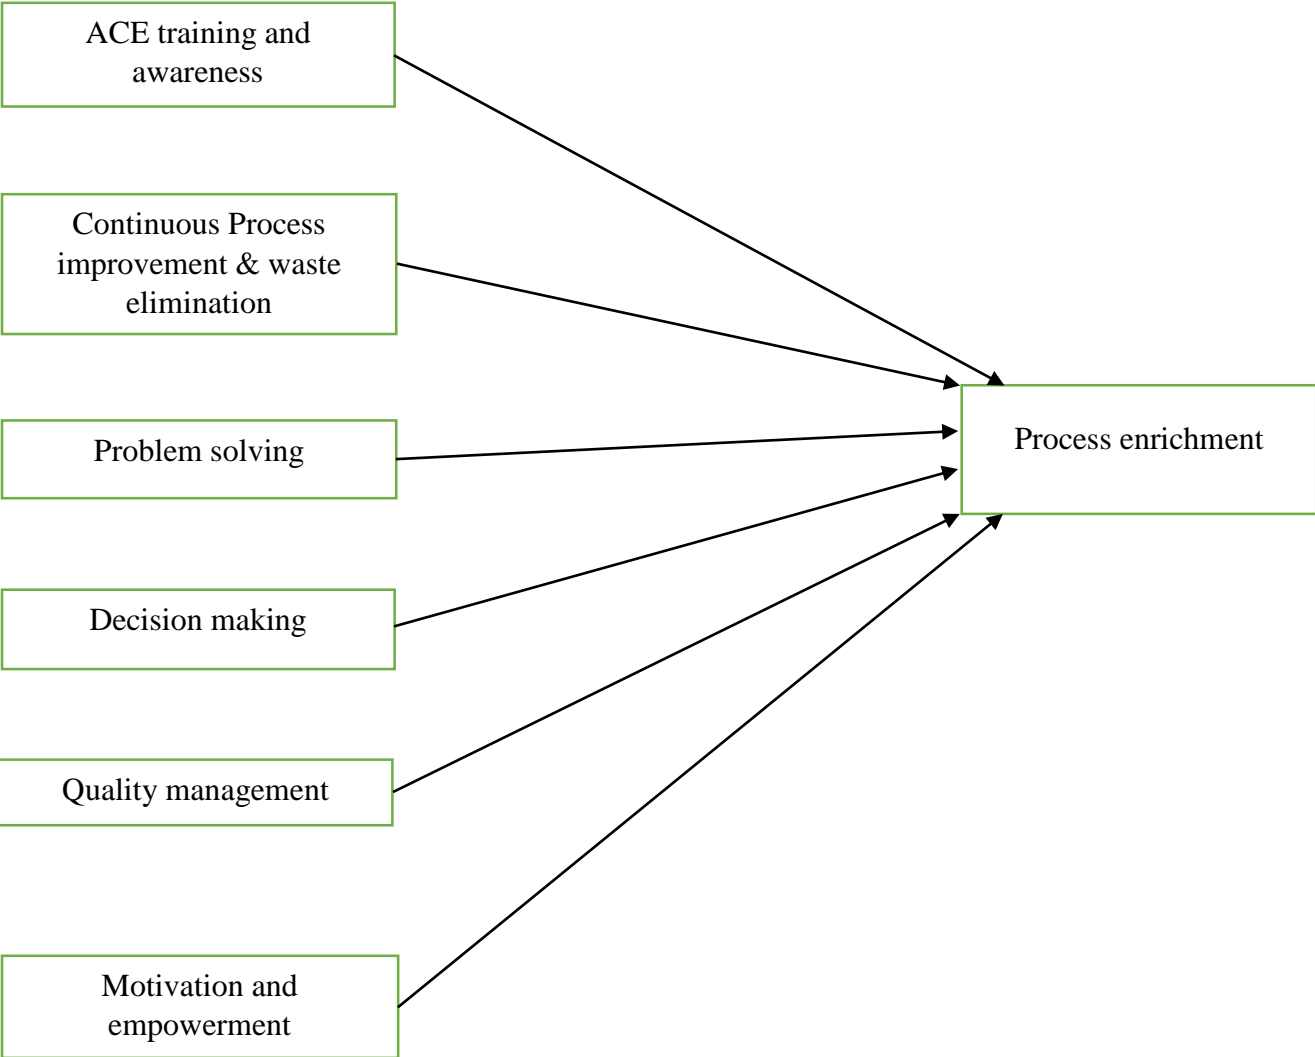 ACE training and
awareness
Continuous Process
improvement & waste
elimination
Problem solving
Process enrichment
Decision making
Quality management
Motivation and
empowerment